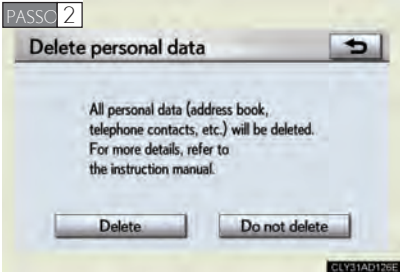 PASSO 2
Delete personal data
All personal data (address book,
telephone contacts, etc.) will be deleted.
For more details, refer to
the instruction manual.
Delete
Do not delete
CLY31AD126E